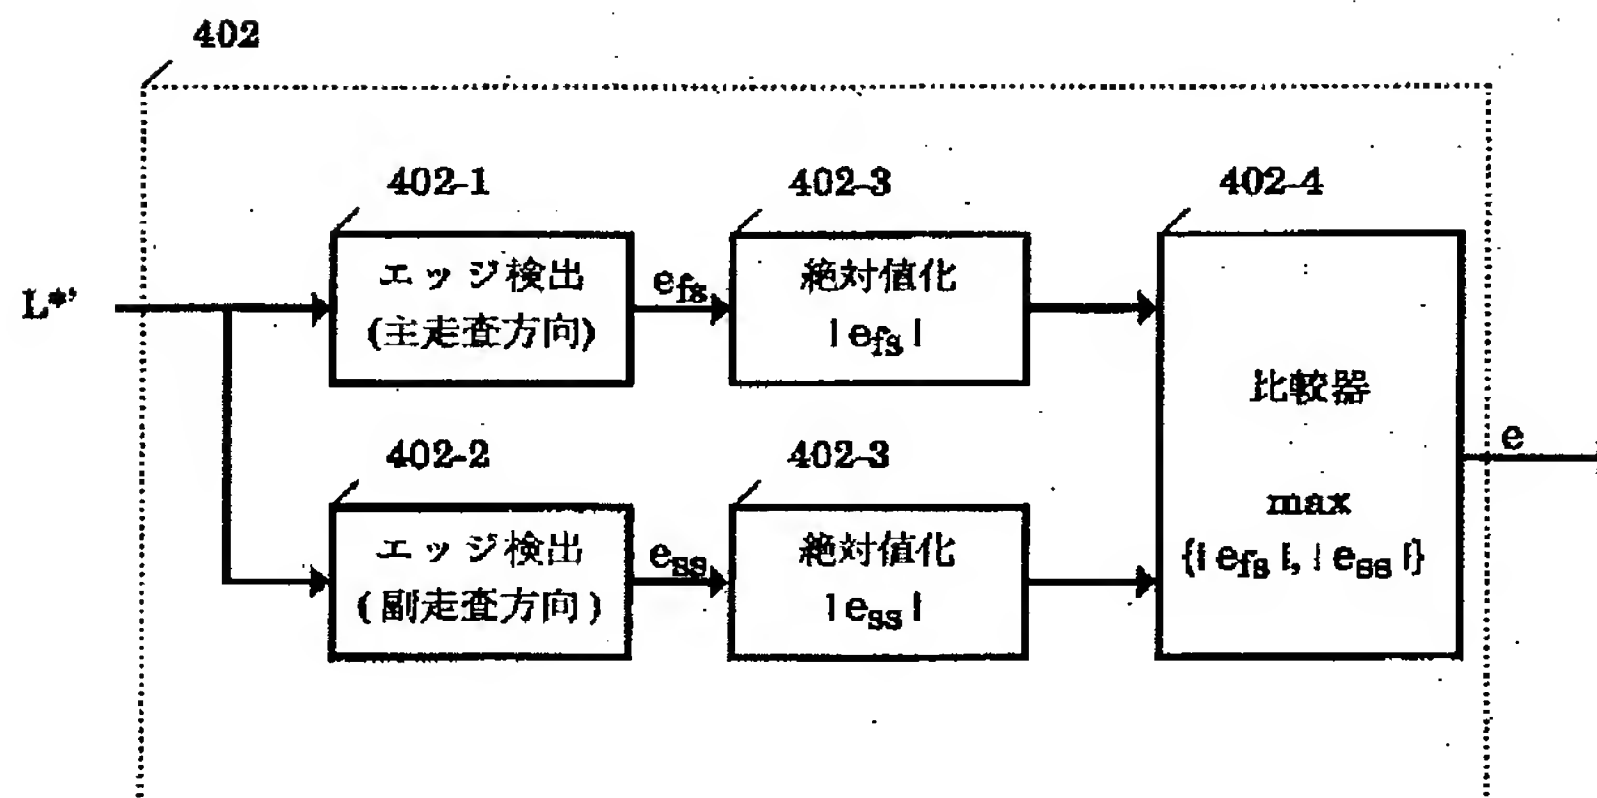 402
402-1
402-3
402-4
L*'
エッジ検出
(主走査方向)
efs
絶対値化
|efs|
比較器
max
{|efs|, |ess|}
e
402-2
402-3
エッジ検出
(副走査方向)
ess
絶対値化
|ess|